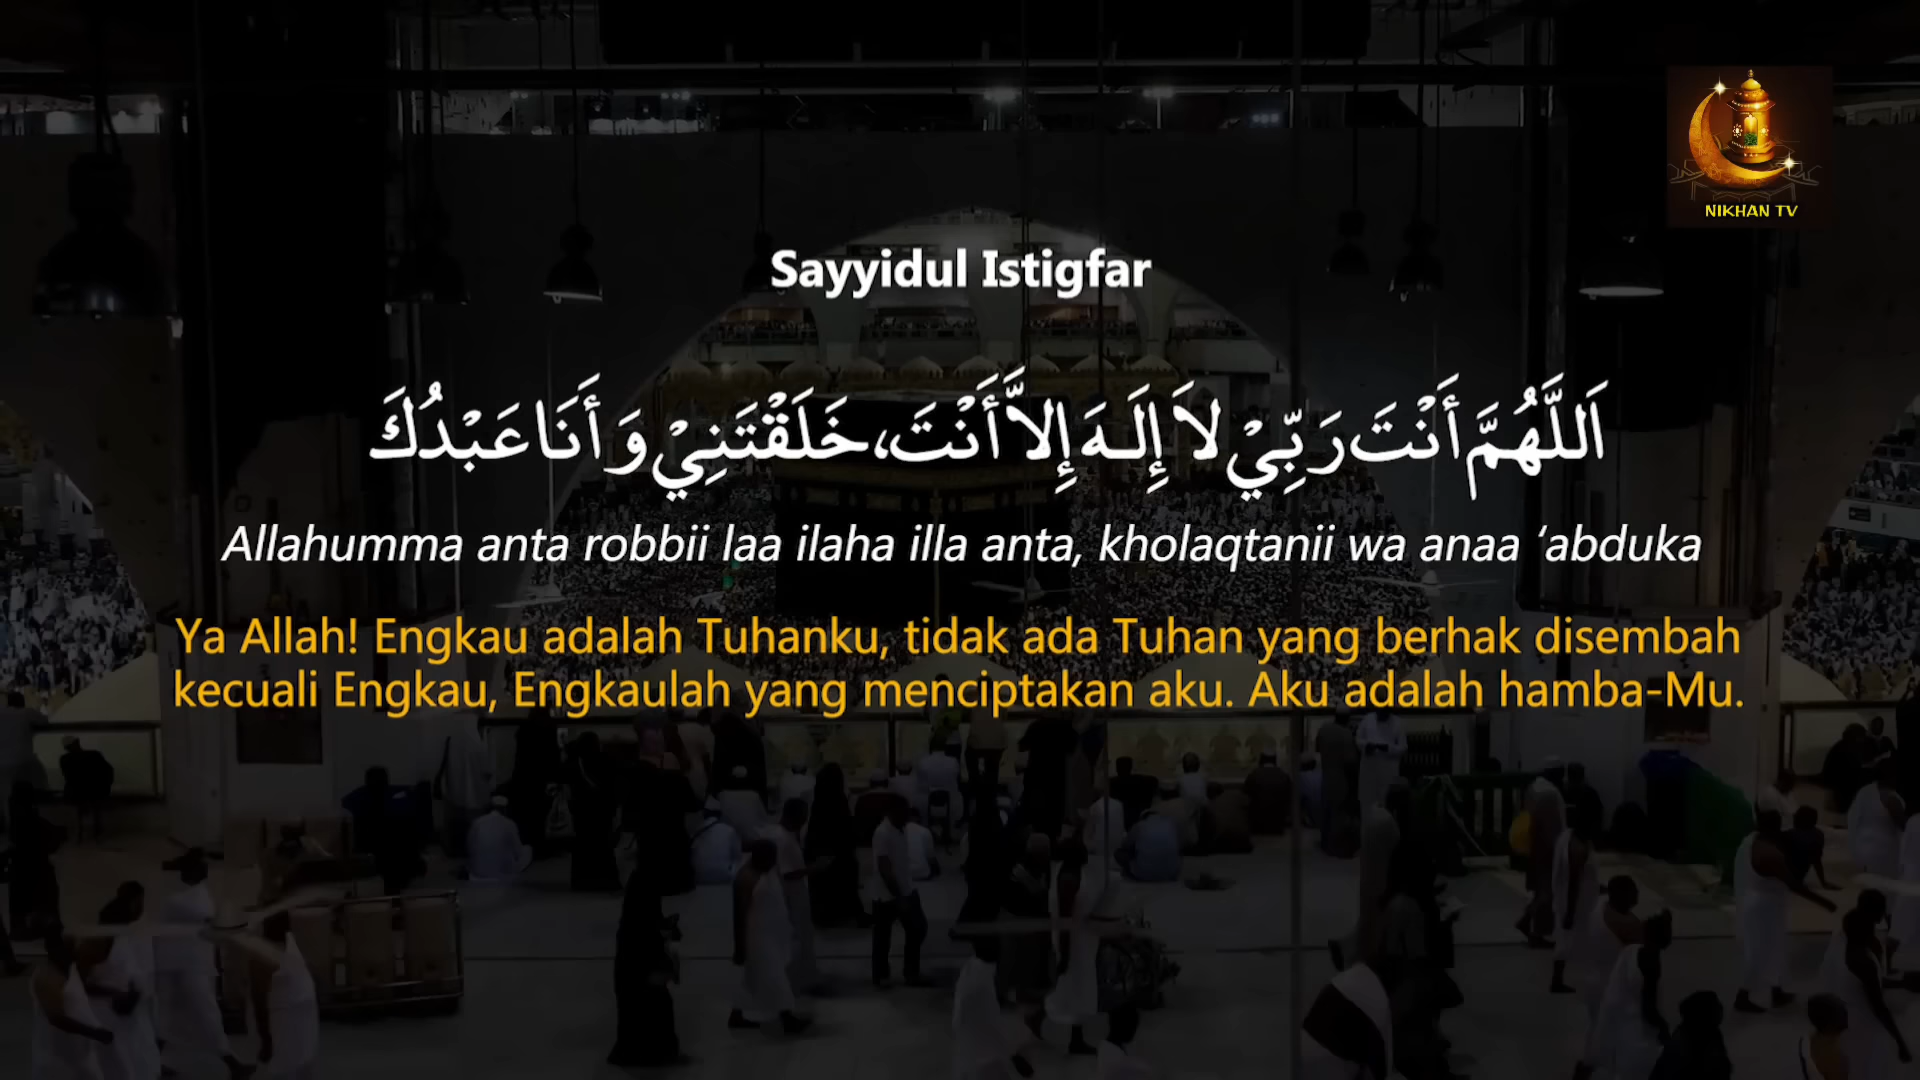 NIKHAN TV
Sayyidul Istigfar
اَللَّهُمَّ أَنْتَ رَبِّيْ لاَ إِلَـهَ إِلاَّ أَنْتَ، خَلَقْتَنِيْ وَأَنَا عَبْدُكَ
Allahumma anta robbii laa ilaha illa anta, kholaqtanii wa anaa ‘abduka
Ya Allah! Engkau adalah Tuhanku, tidak ada Tuhan yang berhak disembah
kecuali Engkau, Engkaulah yang menciptakan aku. Aku adalah hamba-Mu.